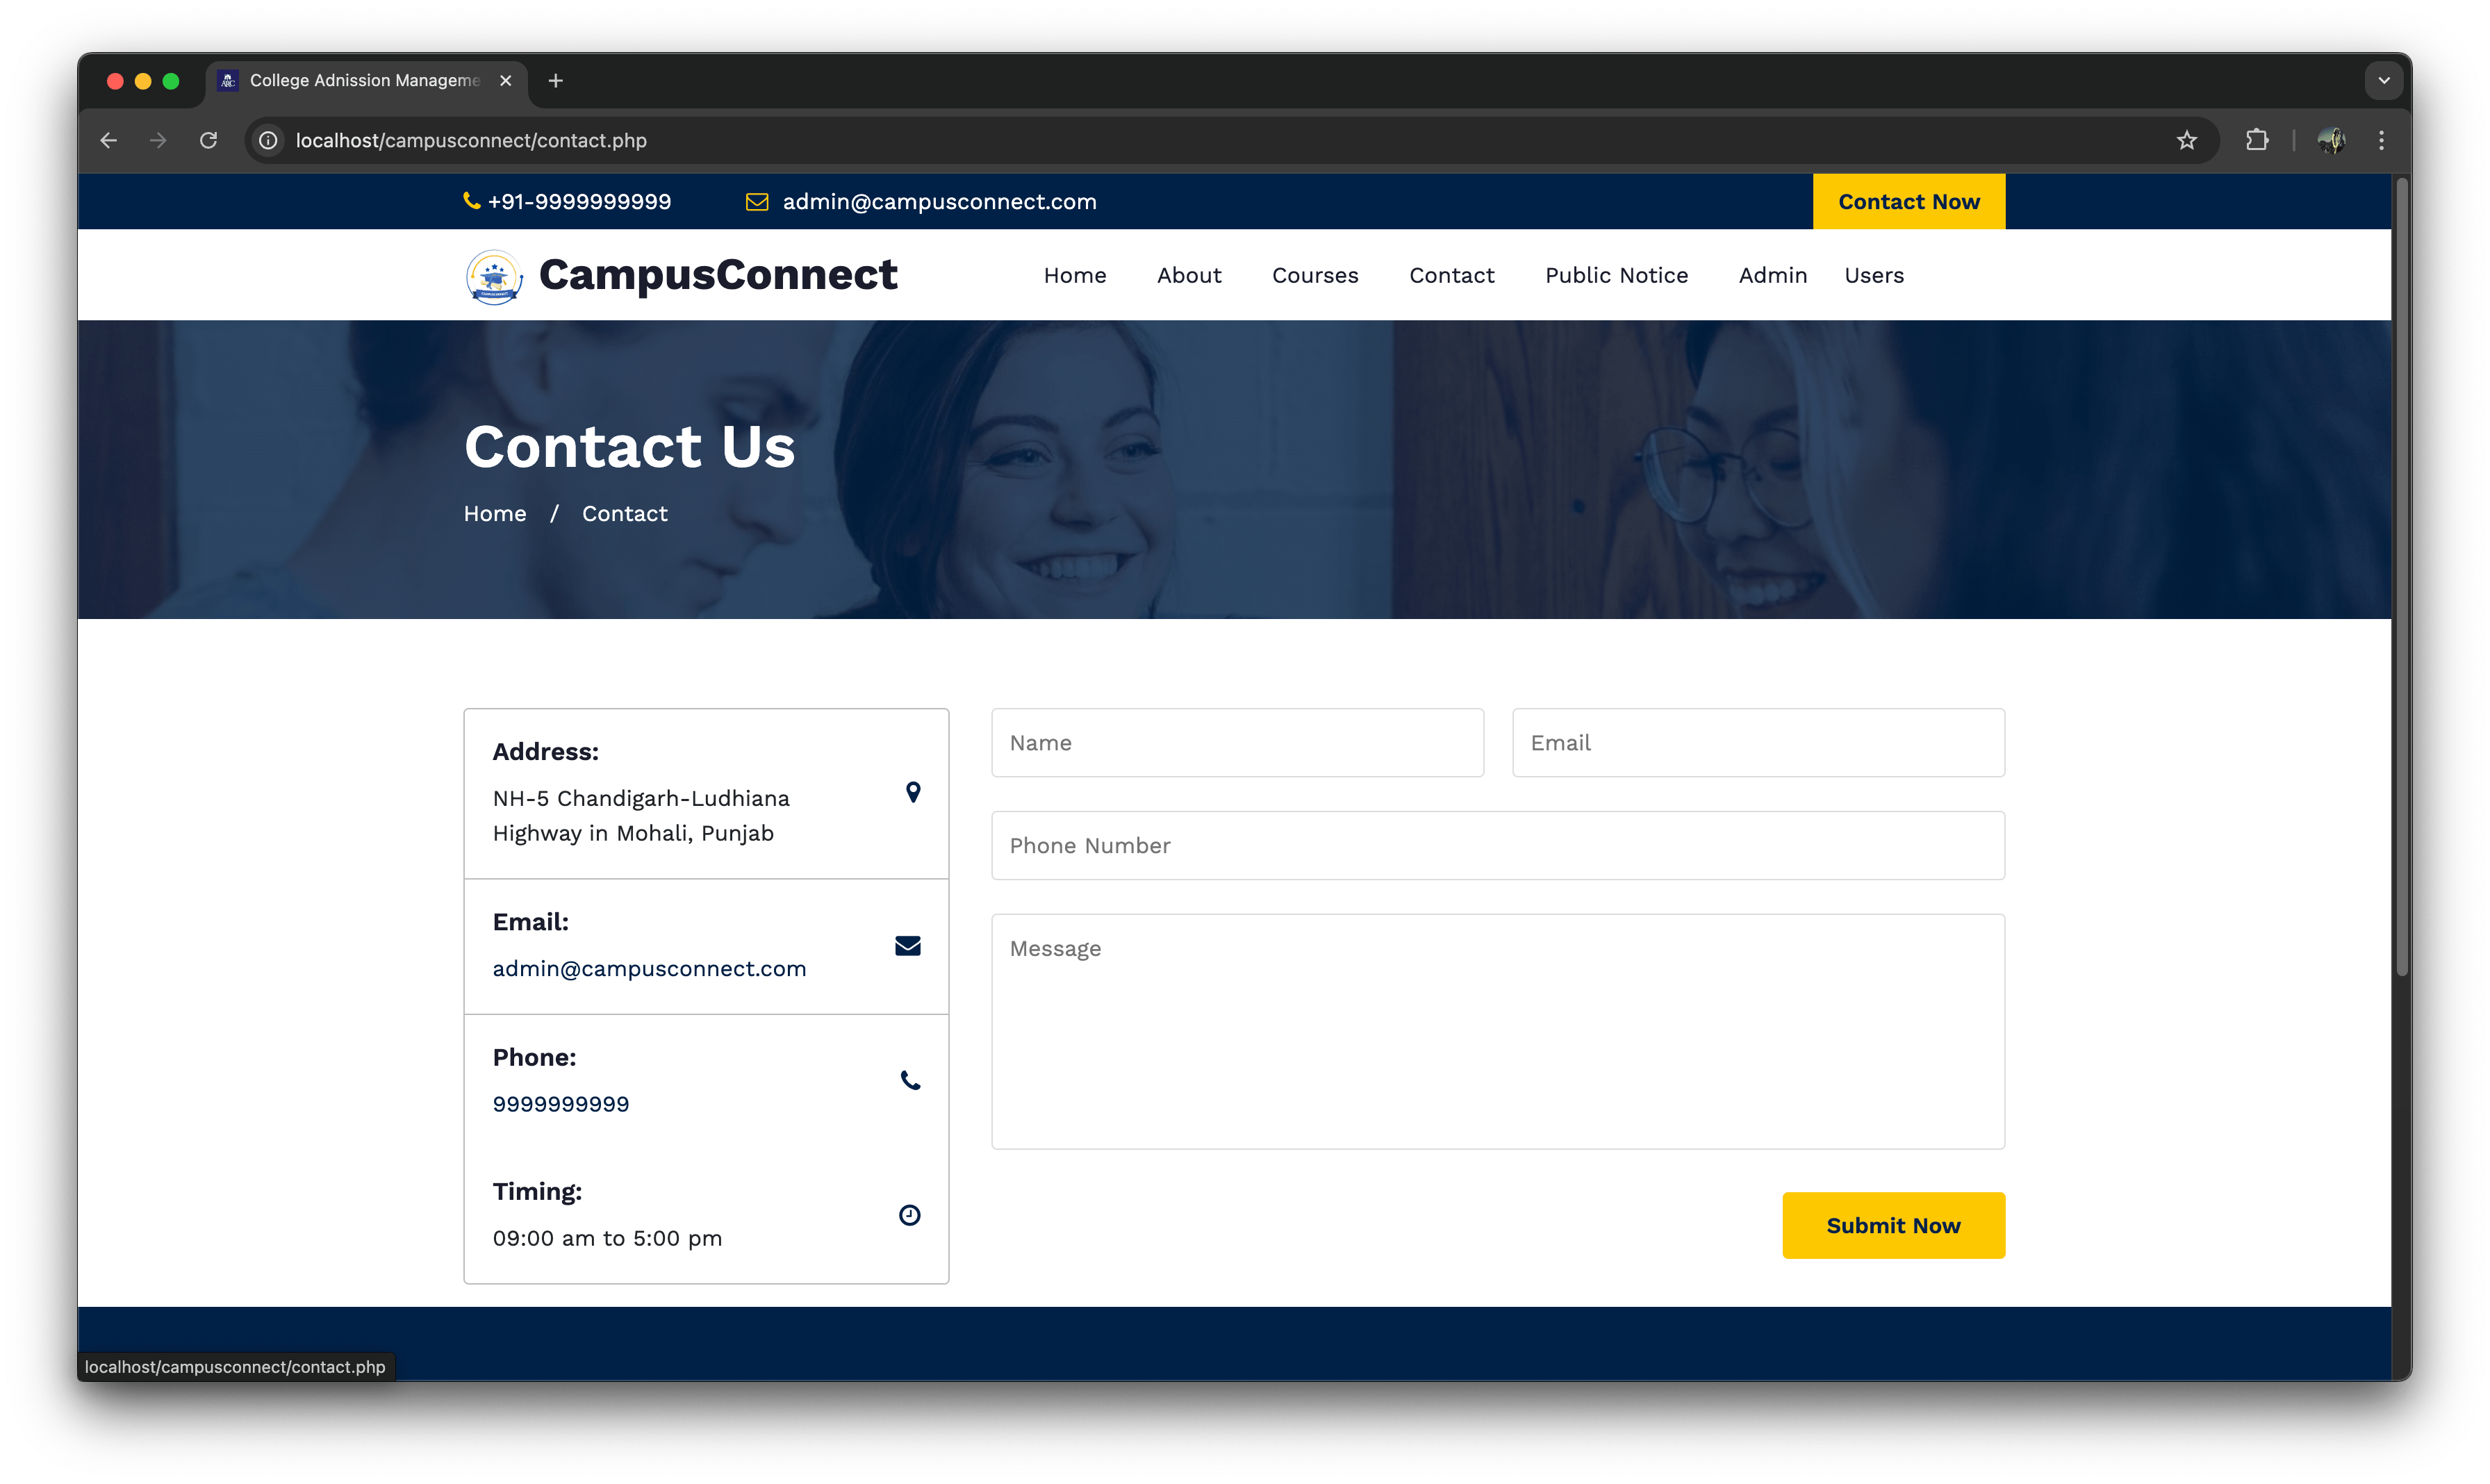 College Adnission Manageme
localhost/campusconnect/contact.php
+91-9999999999
admin@campusconnect.com
Contact Now
CampusConnect
Home
About
Courses
Contact
Public Notice
Admin
Users
Contact Us
Home / Contact
Address:
NH-5 Chandigarh-Ludhiana
Highway in Mohali, Punjab
Email:
admin@campusconnect.com
Phone:
9999999999
Timing:
09:00 am to 5:00 pm
Name
Email
Phone Number
Message
Submit Now
localhost/campusconnect/contact.php